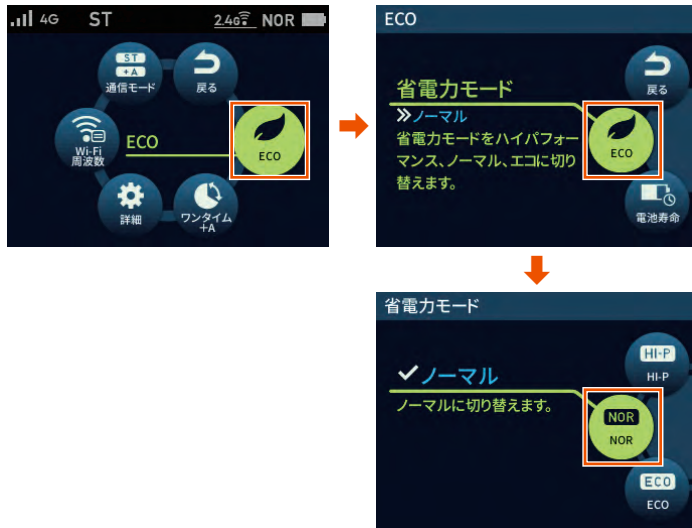 4G ST 2.4G NOR
ST
+A
通信モード
戻る
Wi-Fi
周波数
ECO
ECO
詳細
ワンタイム
+A
ECO
省電力モード
ノーマル
省電力モードをハイパフォー
マンス、ノーマル、エコに切り
替えます。
戻る
ECO
電池寿命
省電力モード
ノーマル
ノーマルに切り替えます。
HI-P
HI-P
NOR
NOR
ECO
ECO